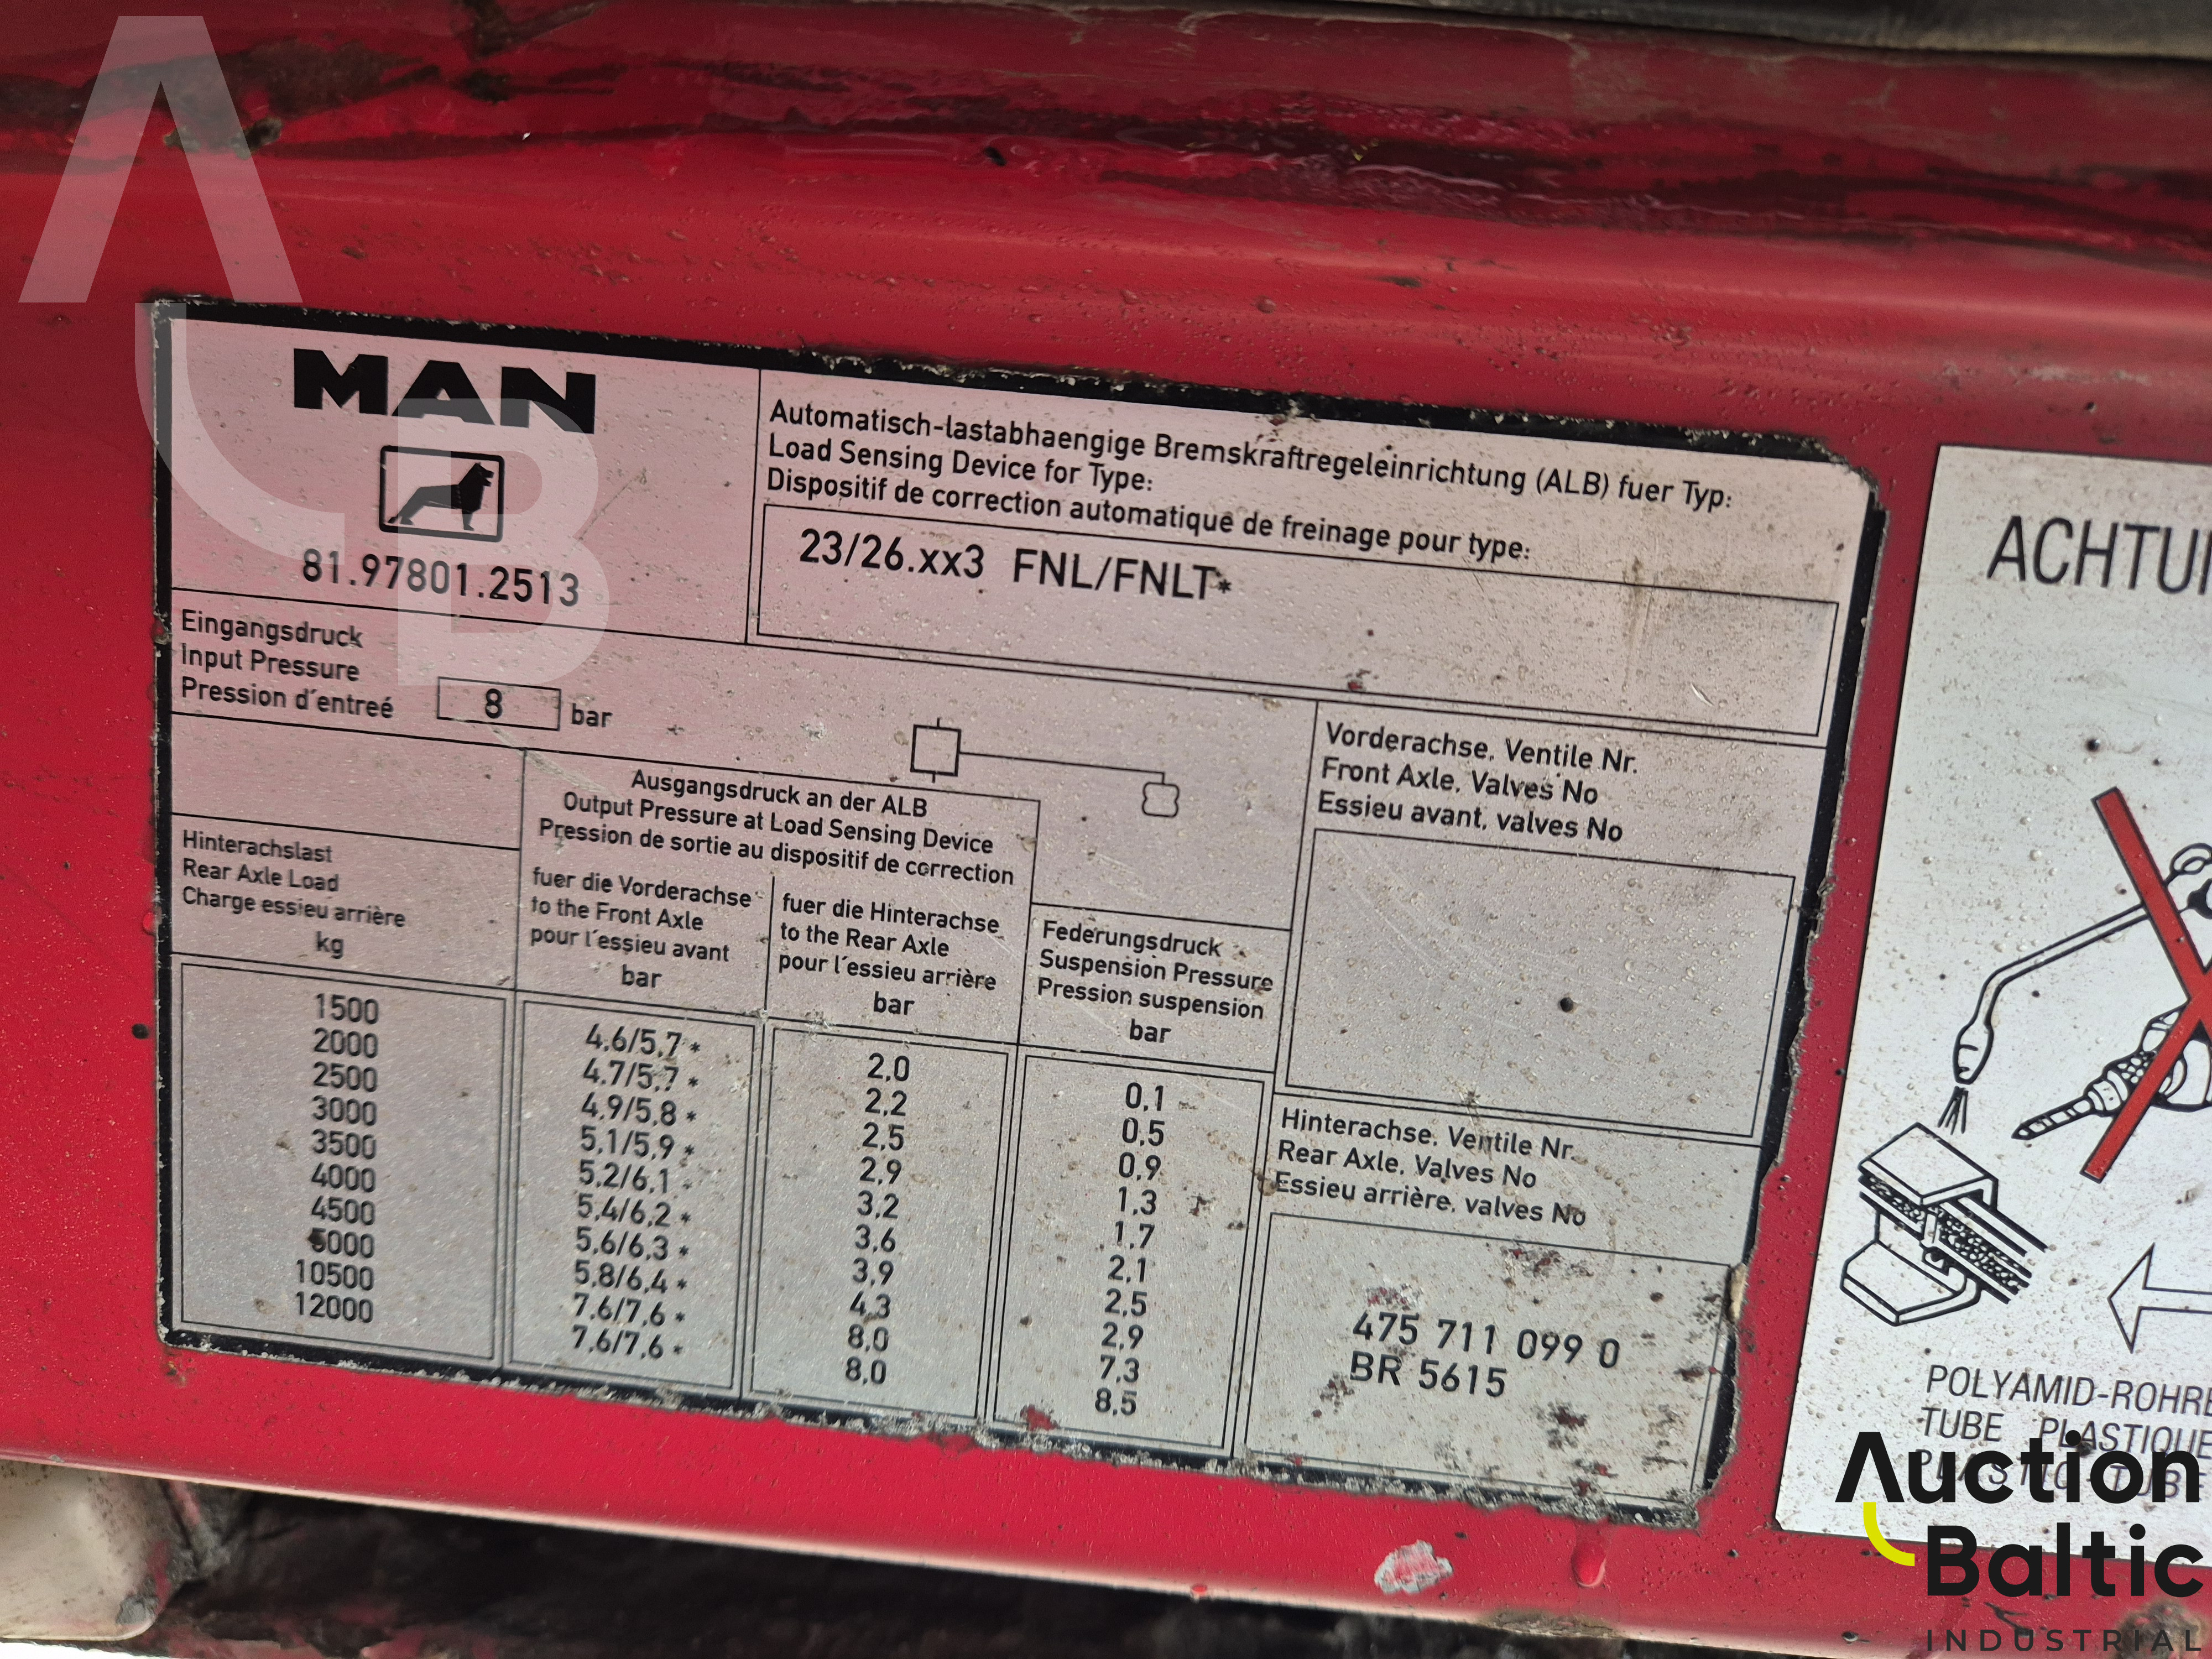 MAN
81.97801.2513
Automatisch-lastabhaengige Bremskraftregeleinrichtung (ALB) fuer Typ:
Load Sensing Device for Type:
Dispositif de correction automatique de freinage pour type:
23/26.xx3 FNL/FNLT*
Eingangsdruck
Input Pressure
Pression d´entreé 8 bar
Ausgangsdruck an der ALB
Output Pressure at Load Sensing Device
Pression de sortie au dispositif de correction
Hinterachslast
Rear Axle Load
Charge essieu arrière
kg
fuer die Vorderachse
to the Front Axle
pour l´essieu avant
bar
fuer die Hinterachse
to the Rear Axle
pour l´essieu arrière
bar
Federungsdruck
Suspension Pressure
Pression suspension
bar
1500 4,6/5,7 * 2,0 0,1
2000 4,7/5,7 * 2,2 0,5
2500 4,9/5,8 * 2,5 0,9
3000 5,1/5,9 * 2,9 1,3
3500 5,2/6,1 * 3,2 1,7
4000 5,4/6,2 * 3,6 2,1
4500 5,6/6,3 * 3,9 2,5
5000 5,8/6,4 * 4,3 2,9
10500 7,6/7,6 * 8,0 7,3
12000 7,6/7,6 * 8,0 8,5
Vorderachse, Ventile Nr.
Front Axle, Valves No
Essieu avant, valves No
Hinterachse, Ventile Nr.
Rear Axle, Valves No
Essieu arrière, valves No
475 711 099 0
BR 5615
ACHTU
POLYAMID-ROHRE
TUBE PLASTIQUE
Auction
Baltic
INDUSTRIAL
AB